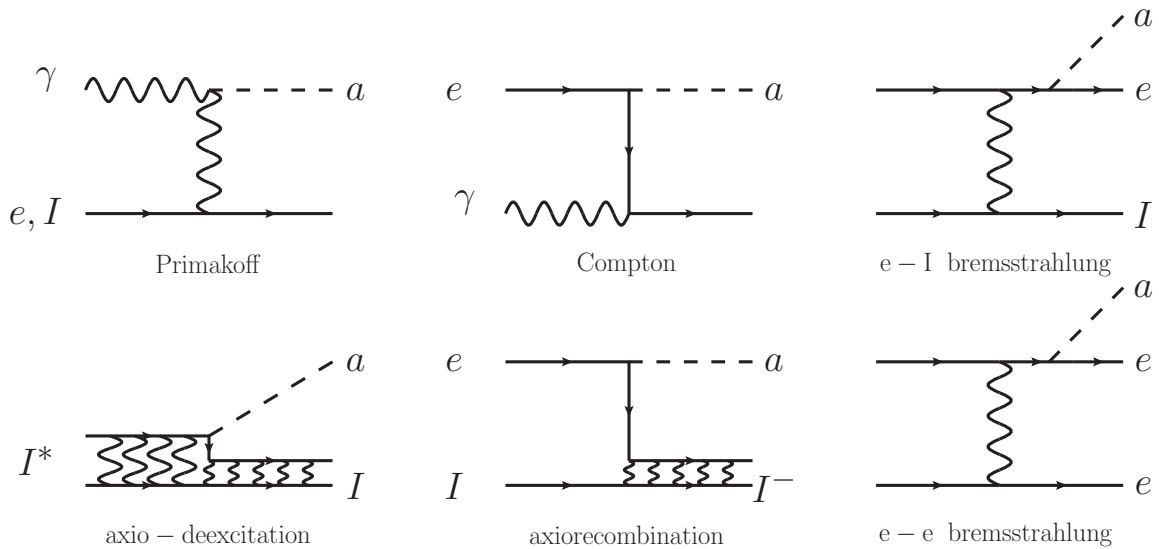 γ
a
e, I
Primakoff
e
a
γ
Compton
a
e
I
e − I bremsstrahlung
I*
a
I
axio − deexcitation
e
a
I
I⁻
axiorecombination
a
e
e
e − e bremsstrahlung